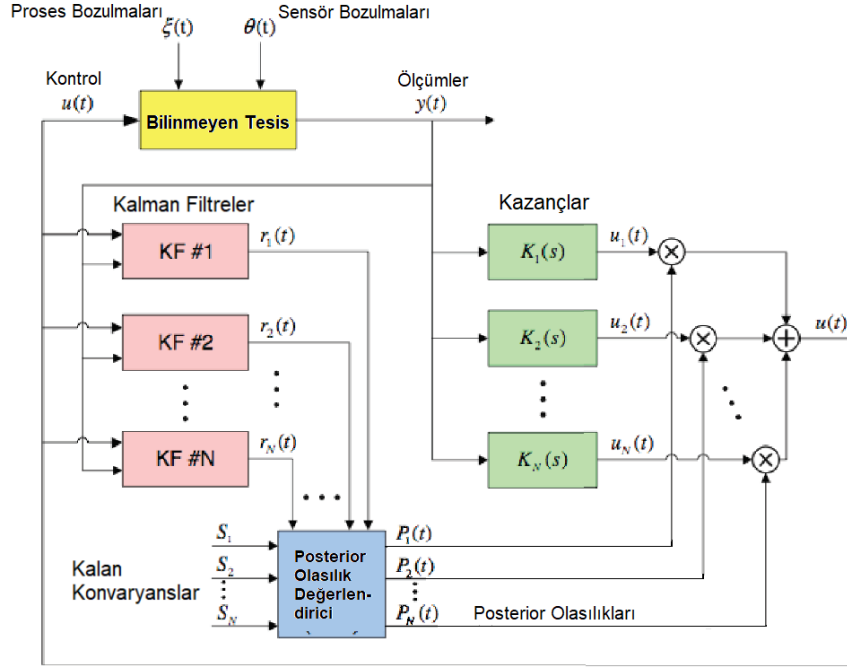 Proses Bozulmaları
ξ(t)
θ(t)
Sensör Bozulmaları
Kontrol
u(t)
Bilinmeyen Tesis
Ölçümler
y(t)
Kalman Filtreler
Kazançlar
KF #1
r₁(t)
K₁(s)
u₁(t)
KF #2
r₂(t)
K₂(s)
u₂(t)
u(t)
KF #N
r_N(t)
K_N(s)
u_N(t)
Kalan
Konvaryanslar
S₁
S₂
S_N
Posterior
Olasılık
Değerlen-
dirici
P₁(t)
P₂(t)
P_N(t)
Posterior Olasılıkları